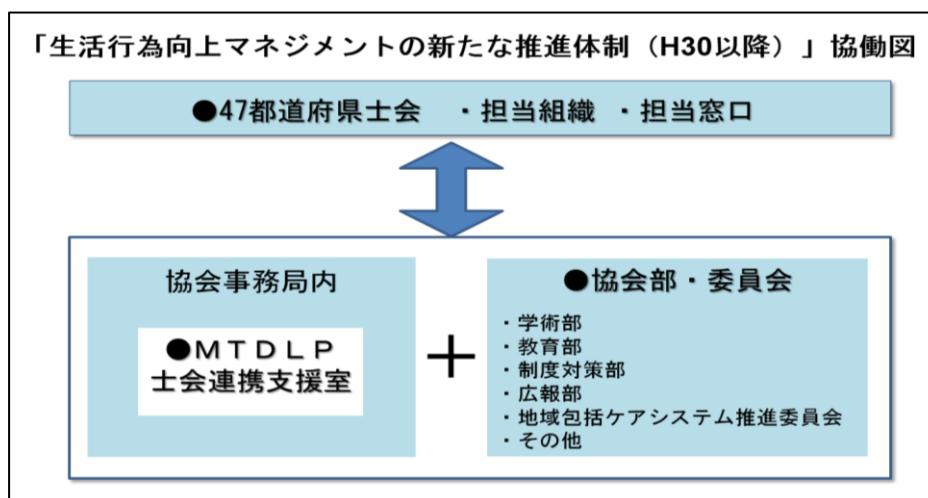 「生活行為向上マネジメントの新たな推進体制（H30以降）」協働図
●47都道府県士会　・担当組織　・担当窓口
協会事務局内
●ＭＴＤＬＰ
士会連携支援室
＋
●協会部・委員会
・学術部
・教育部
・制度対策部
・広報部
・地域包括ケアシステム推進委員会
・その他